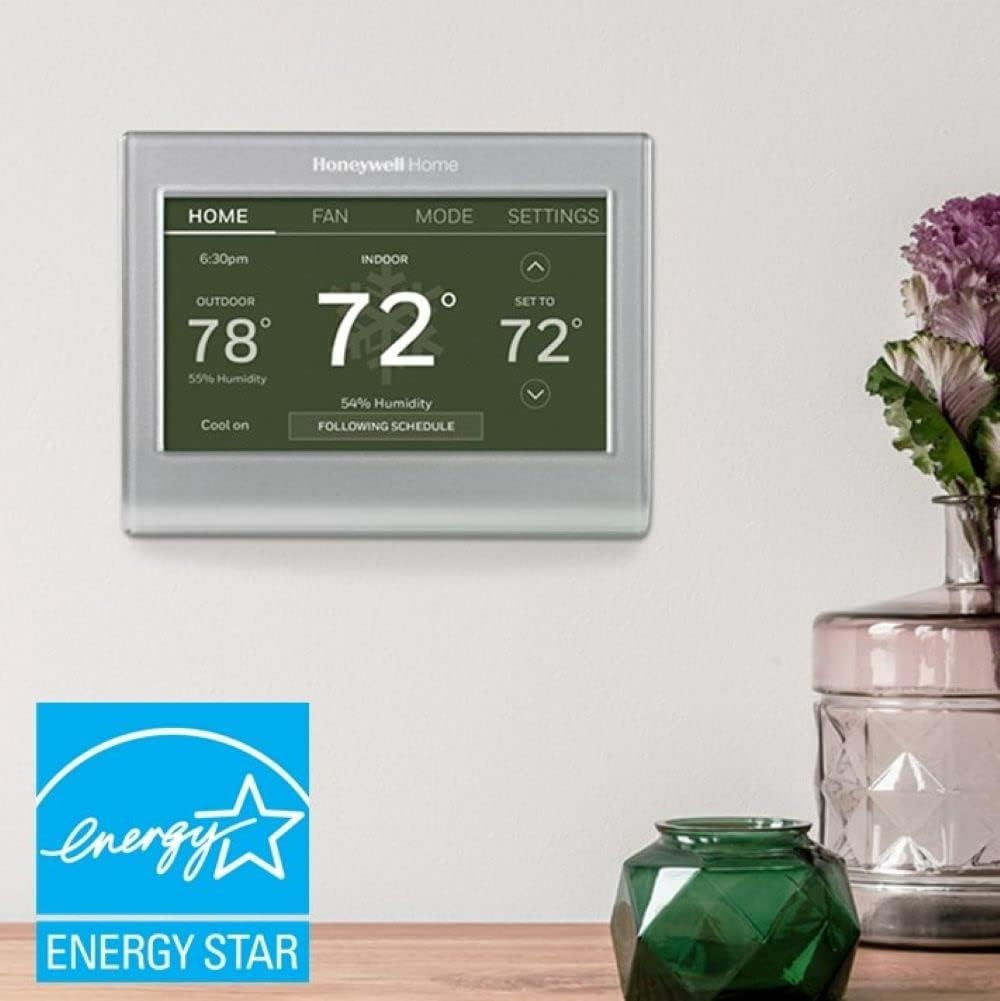 Honeywell Home
HOME FAN MODE SETTINGS
6:30pm
INDOOR
OUTDOOR
78°
72°
SET TO
72°
55% Humidity
54% Humidity
Cool on
FOLLOWING SCHEDULE
energy
ENERGY STAR